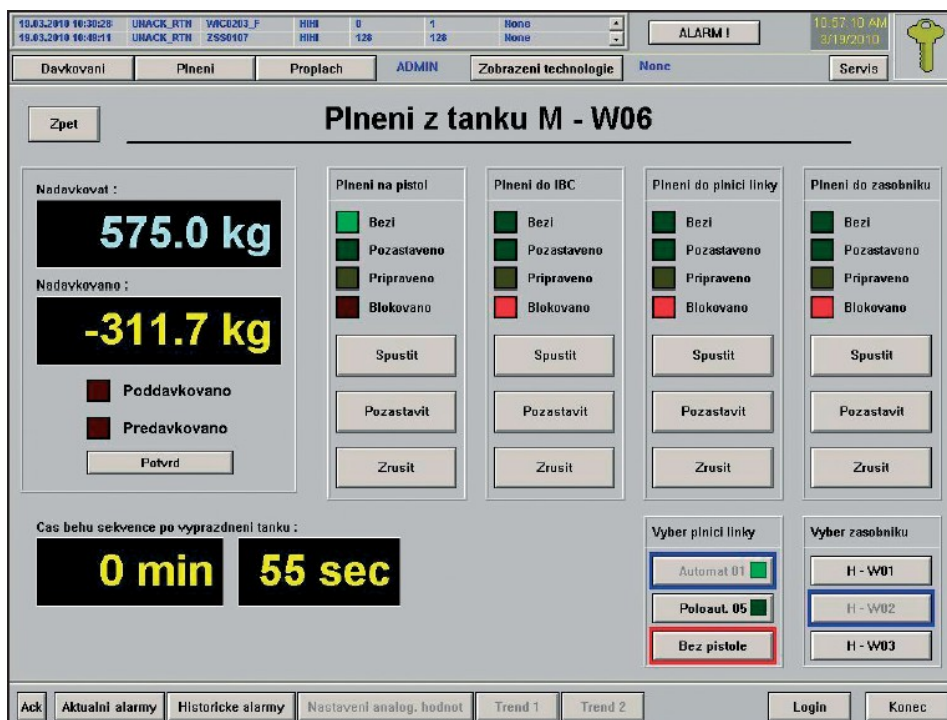 19.03.2010 10:30:28 UNACK_RTN WIC0203_F HIHI 0 1 None
19.03.2010 10:49:11 UNACK_RTN ZSS0107 HIHI 128 128 None
ALARM !
10:57:10 AM
3/19/2010
Davkovani Plneni Proplach ADMIN Zobrazeni technologie None Servis
Zpet
Plneni z tanku M - W06
Nadavkovat :
575.0 kg
Nadavkovano :
-311.7 kg
Poddavkovano
Predavkovano
Potvrd
Plneni na pistol
Bezi
Pozastaveno
Pripraveno
Blokovano
Spustit
Pozastavit
Zrusit
Plneni do IBC
Bezi
Pozastaveno
Pripraveno
Blokovano
Spustit
Pozastavit
Zrusit
Plneni do plnici linky
Bezi
Pozastaveno
Pripraveno
Blokovano
Spustit
Pozastavit
Zrusit
Plneni do zasobniku
Bezi
Pozastaveno
Pripraveno
Blokovano
Spustit
Pozastavit
Zrusit
Cas behu sekvence po vyprazdneni tanku :
0 min 55 sec
Vyber plnici linky
Automat 01
Poloaut. 05
Bez pistole
Vyber zasobniku
H - W01
H - W02
H - W03
Ack Aktualni alarmy Historicke alarmy Nastaveni analog. hodnot Trend 1 Trend 2 Login Konec